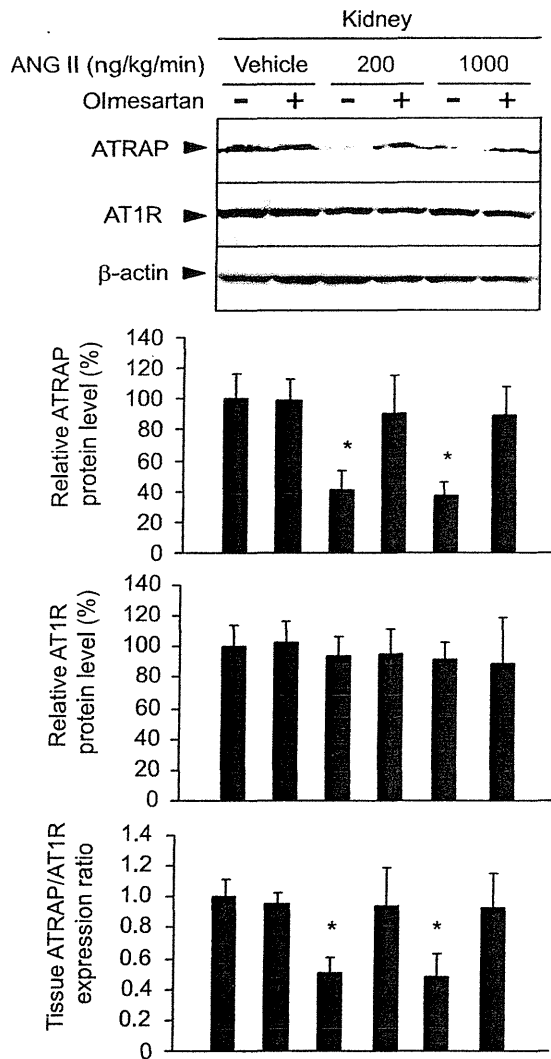 Kidney
ANG II (ng/kg/min) Vehicle 200 1000
Olmesartan - + - + - +
ATRAP
AT1R
β-actin
Relative ATRAP
protein level (%)
140
120
100
80
60
40
20
0
*
*
Relative AT1R
protein level (%)
140
120
100
80
60
40
20
0
Tissue ATRAP/AT1R
expression ratio
1.4
1.2
1.0
0.8
0.6
0.4
0.2
0
*
*